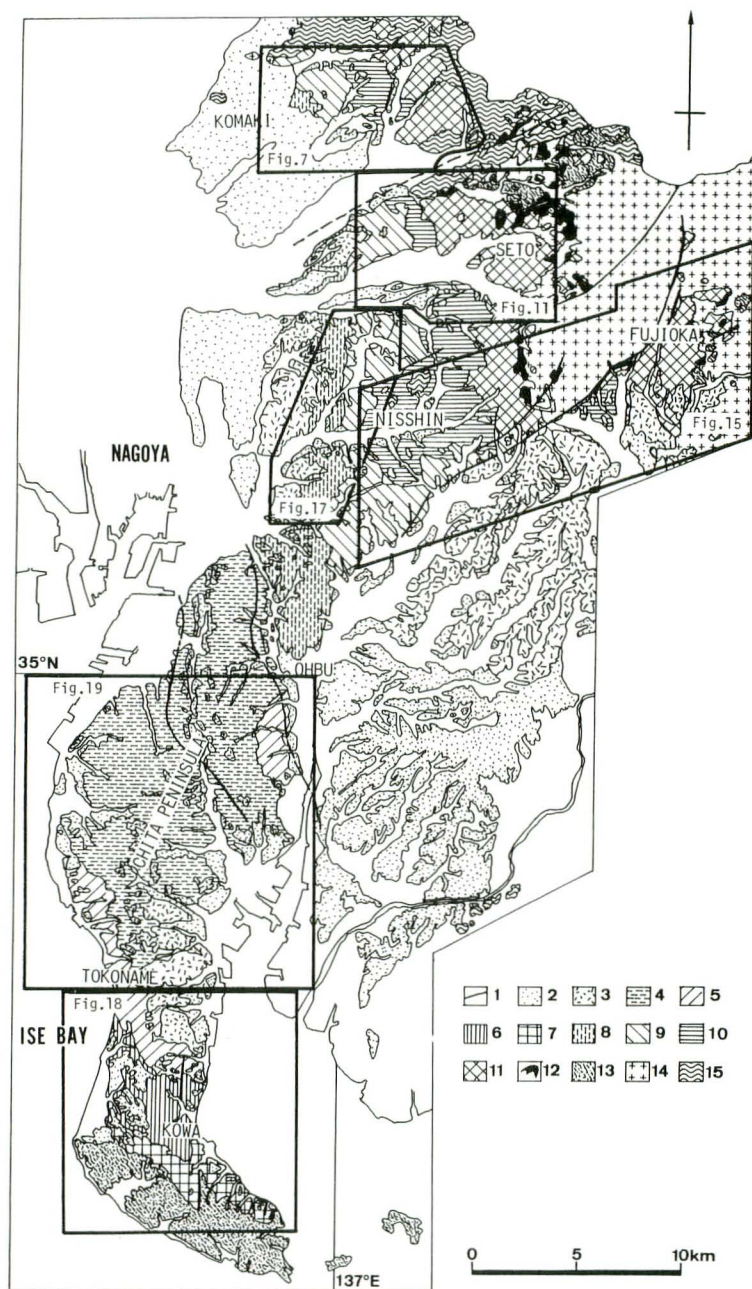 KOMAKI
Fig.7
SETO
Fig.11
FUJIOKA
Fig.15
NISSHIN
NAGOYA
Fig.17
OHBU
35°N
Fig.19
CHITA PENINSULA
TOKONAME
Fig.18
ISE BAY
KOWA
1 2 3 4 5
6 7 8 9 10
11 12 13 14 15
0 5 10km
137°E